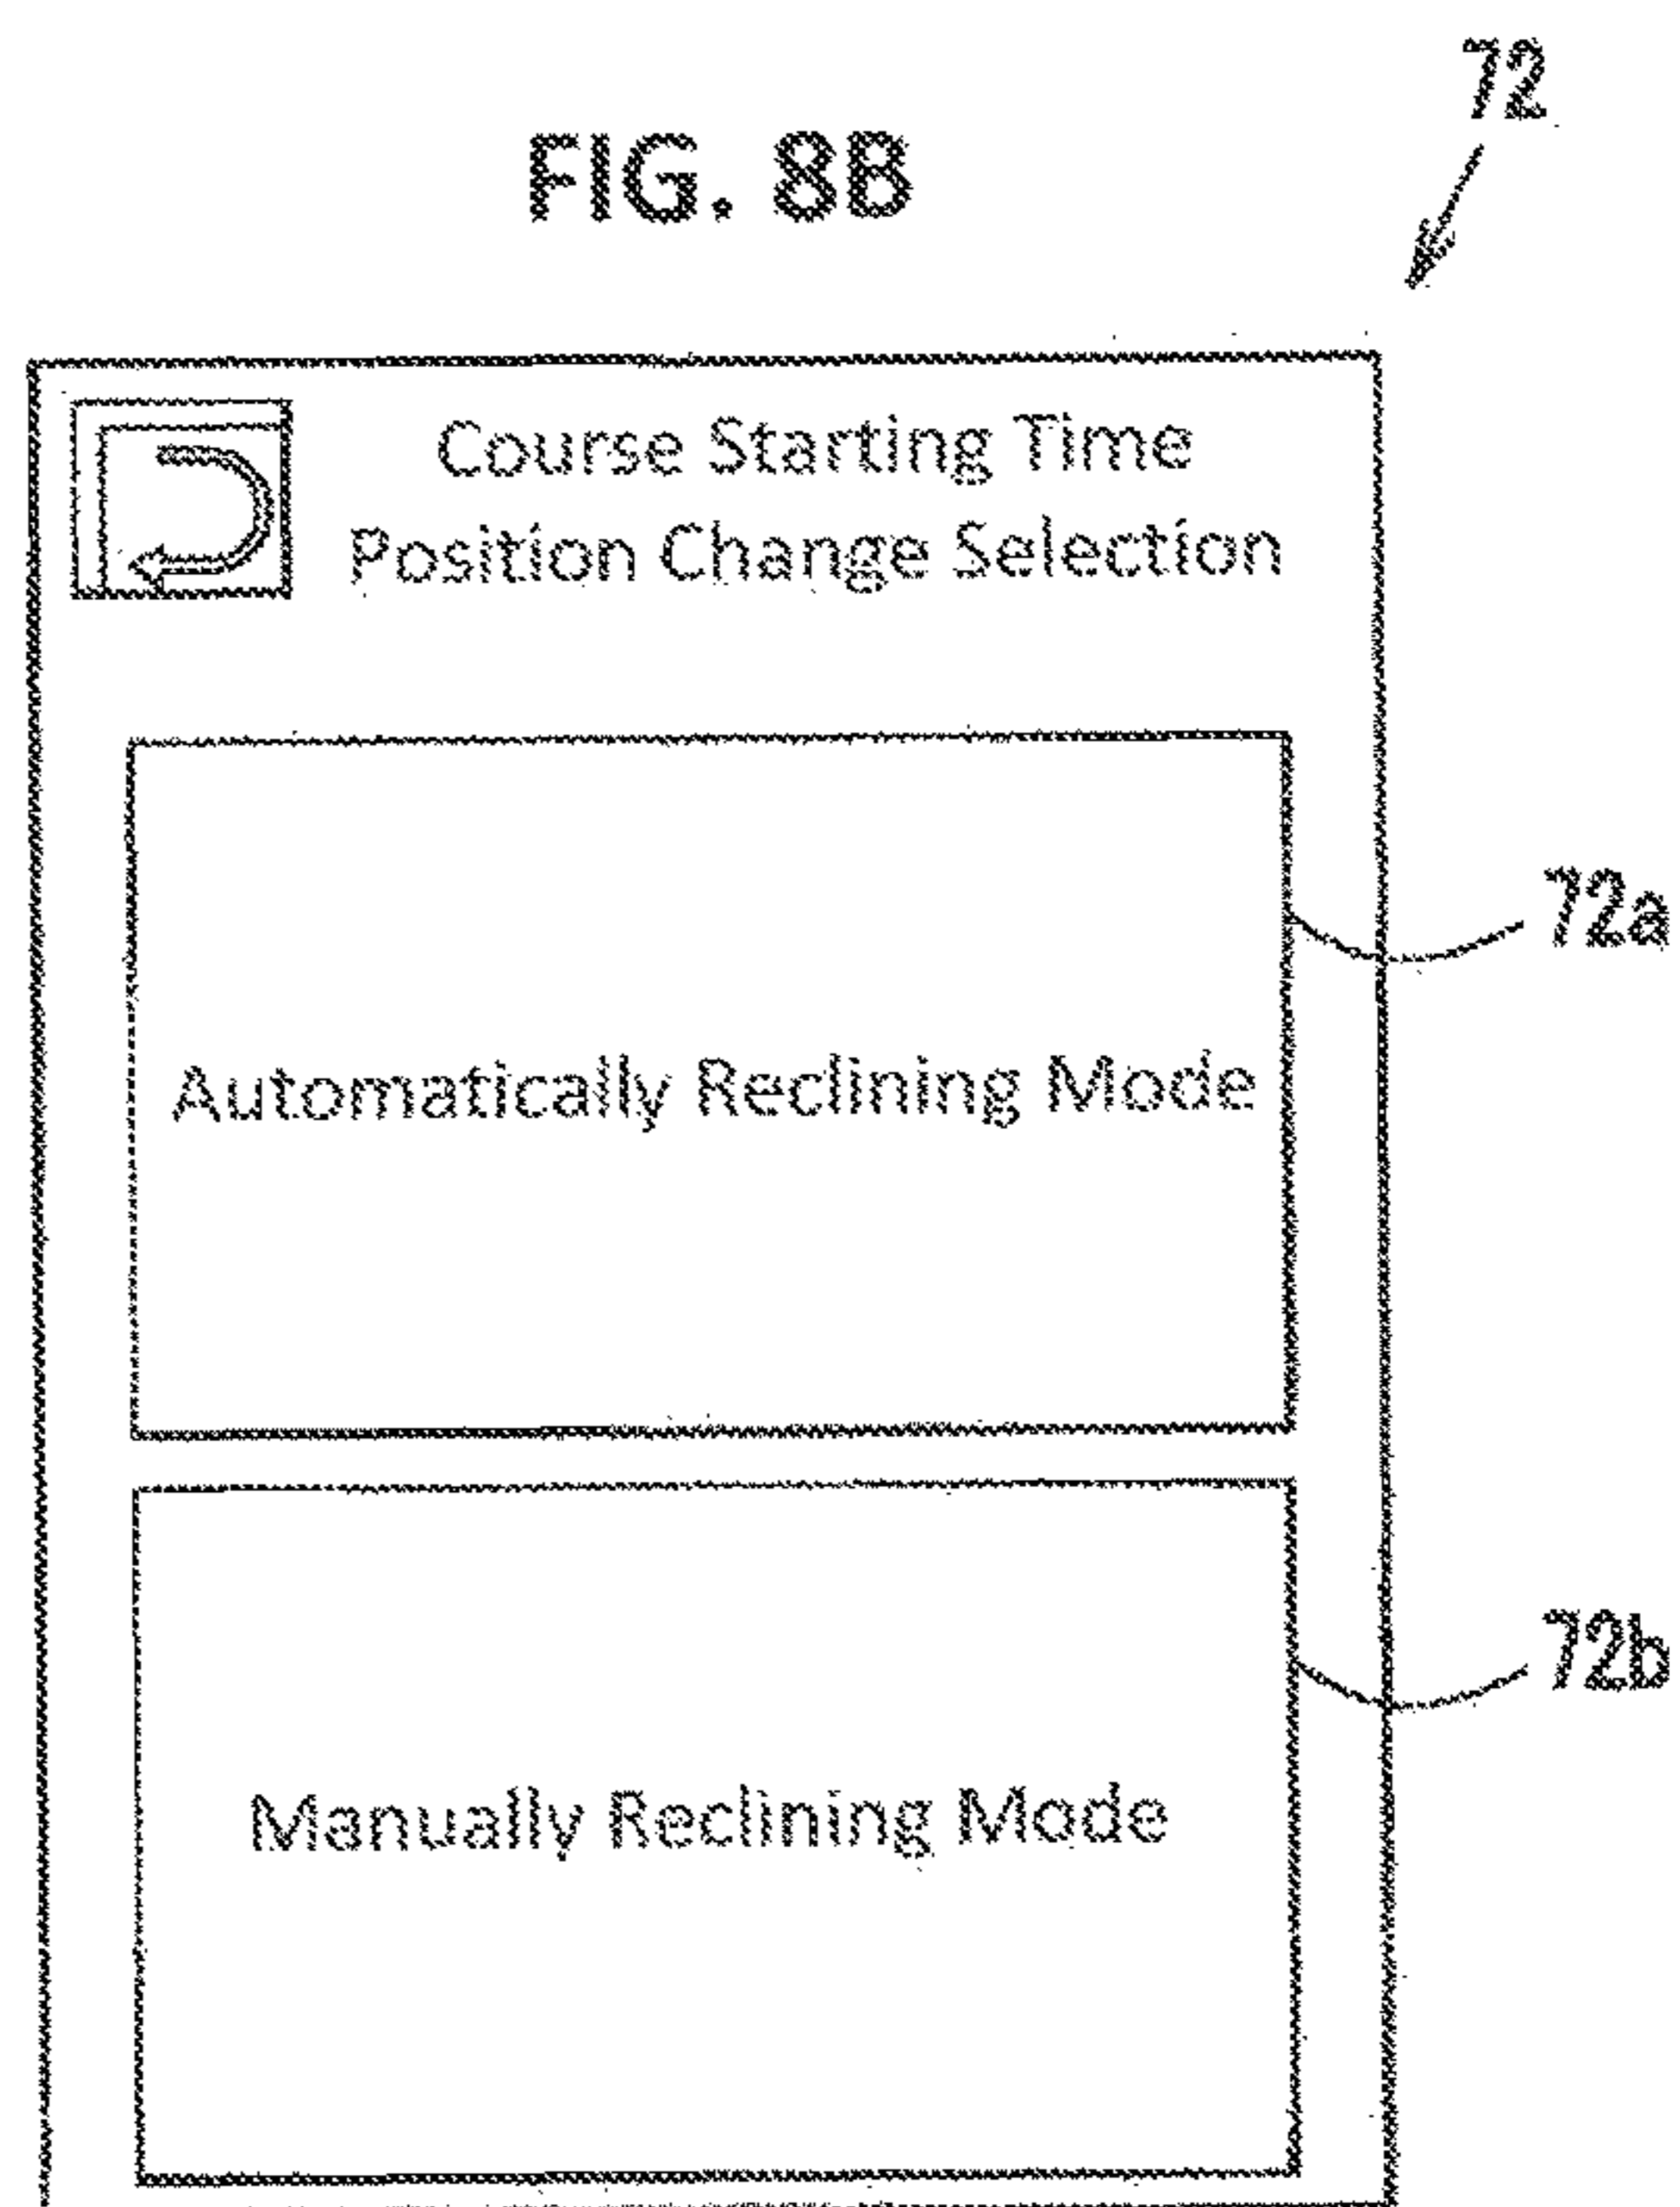 72
FIG. 8B
Course Starting Time
Position Change Selection
72a
Automatically Reclining Mode
72b
Manually Reclining Mode